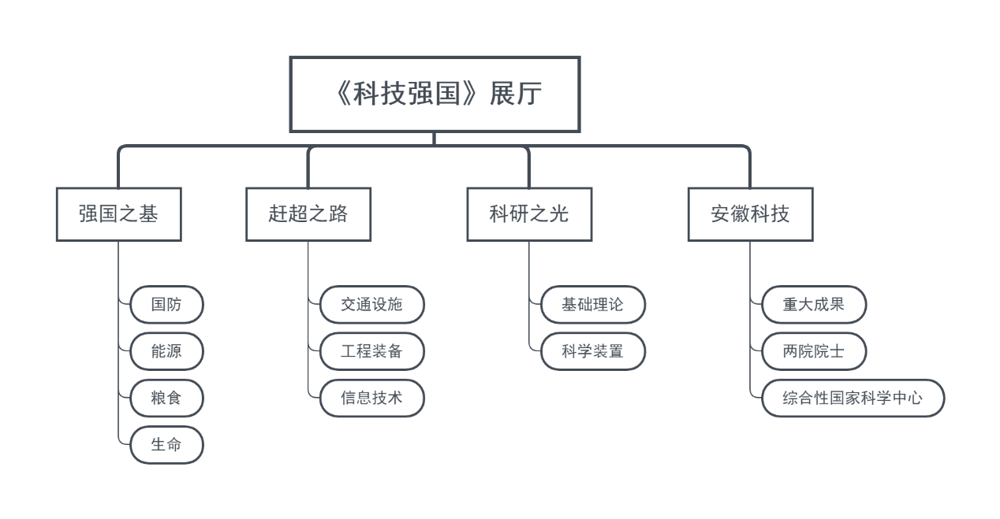 《科技强国》展厅
强国之基
赶超之路
科研之光
安徽科技
国防
能源
粮食
生命
交通设施
工程装备
信息技术
基础理论
科学装置
重大成果
两院院士
综合性国家科学中心